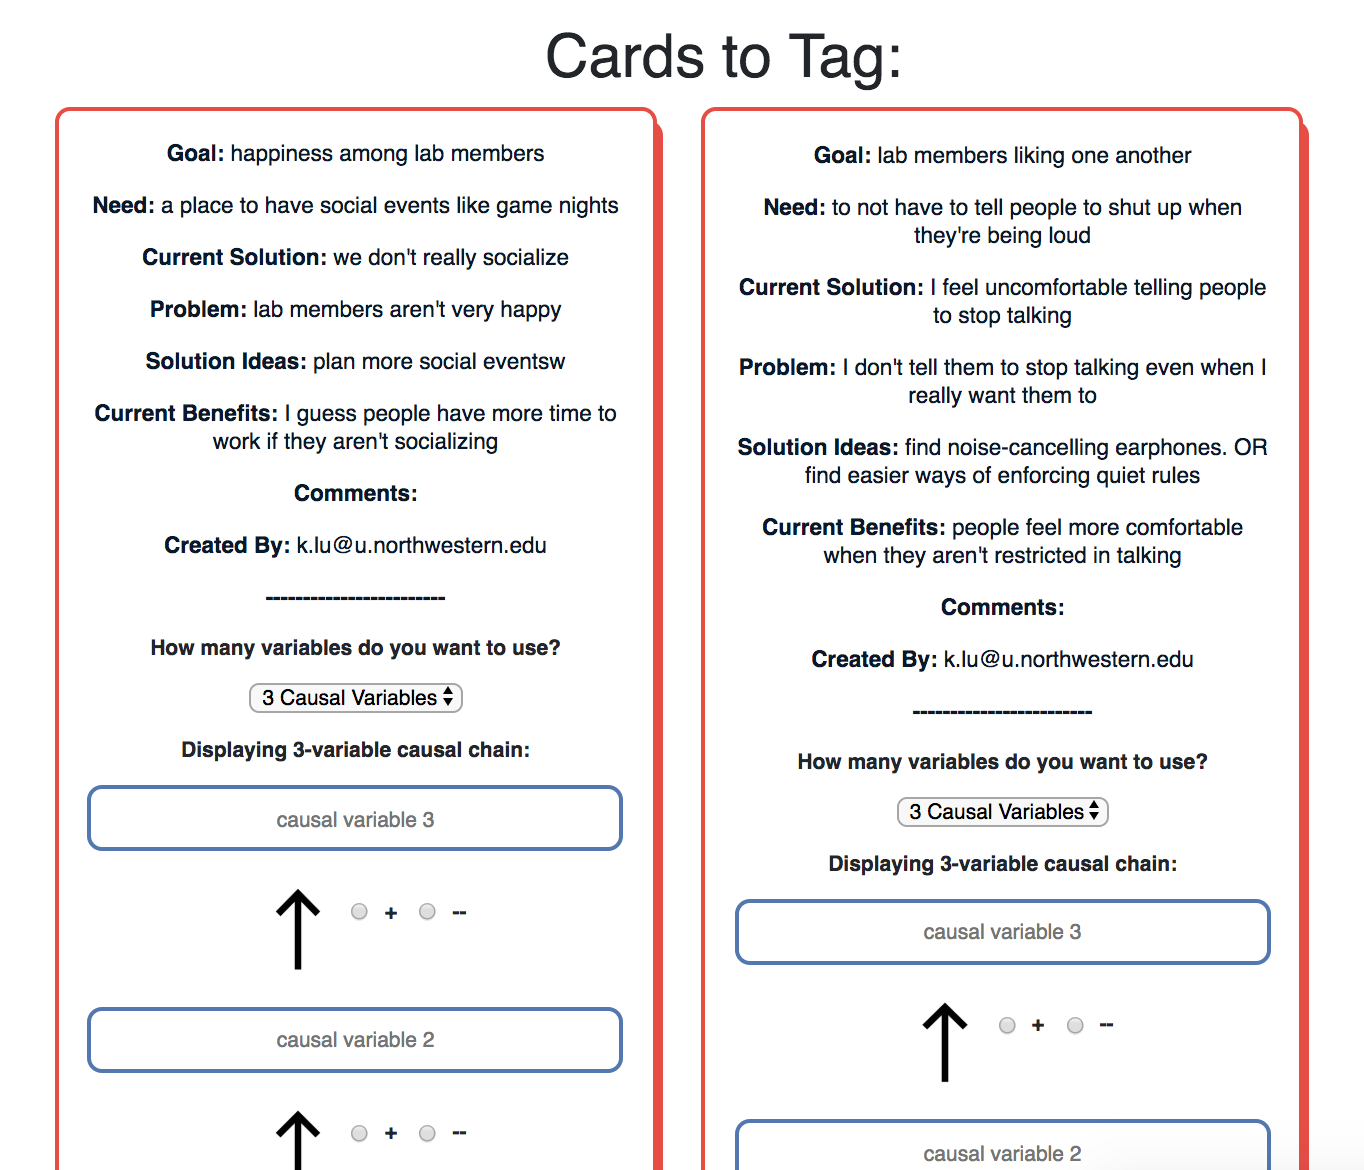 Cards to Tag:
Goal: happiness among lab members
Need: a place to have social events like game nights
Current Solution: we don't really socialize
Problem: lab members aren't very happy
Solution Ideas: plan more social eventsw
Current Benefits: I guess people have more time to
work if they aren't socializing
Comments:
Created By: k.lu@u.northwestern.edu
------------------------
How many variables do you want to use?
3 Causal Variables
Displaying 3-variable causal chain:
causal variable 3
+ --
causal variable 2
+ --
Goal: lab members liking one another
Need: to not have to tell people to shut up when
they're being loud
Current Solution: I feel uncomfortable telling people
to stop talking
Problem: I don't tell them to stop talking even when I
really want them to
Solution Ideas: find noise-cancelling earphones. OR
find easier ways of enforcing quiet rules
Current Benefits: people feel more comfortable
when they aren't restricted in talking
Comments:
Created By: k.lu@u.northwestern.edu
------------------------
How many variables do you want to use?
3 Causal Variables
Displaying 3-variable causal chain:
causal variable 3
+ --
causal variable 2